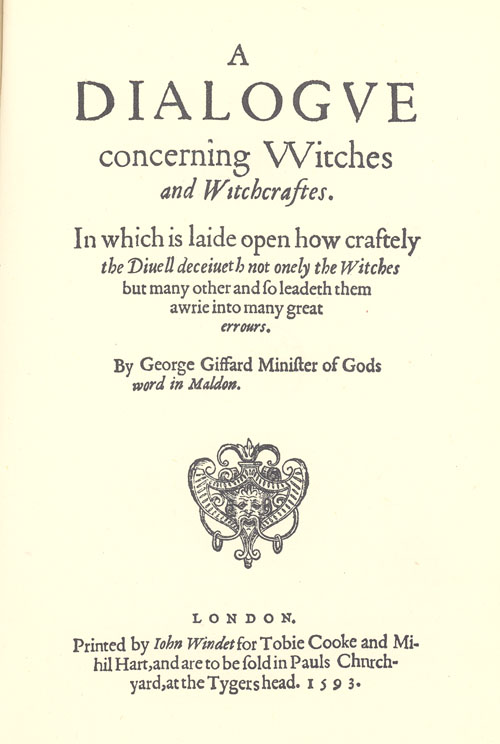 A
DIALOGVE
concerning Witches
and Witchcraftes.
In which is laide open how craftely
the Diuell deceiueth not onely the Witches
but many other and ſo leadeth them
awrie into many great
errours.
By George Giffard Miniſter of Gods
word in Maldon.
LONDON.
Printed by Iohn Windet for Tobie Cooke and Mi-
hil Hart, and are to be ſold in Pauls Chnrch-
yard, at the Tygers head. 1593.